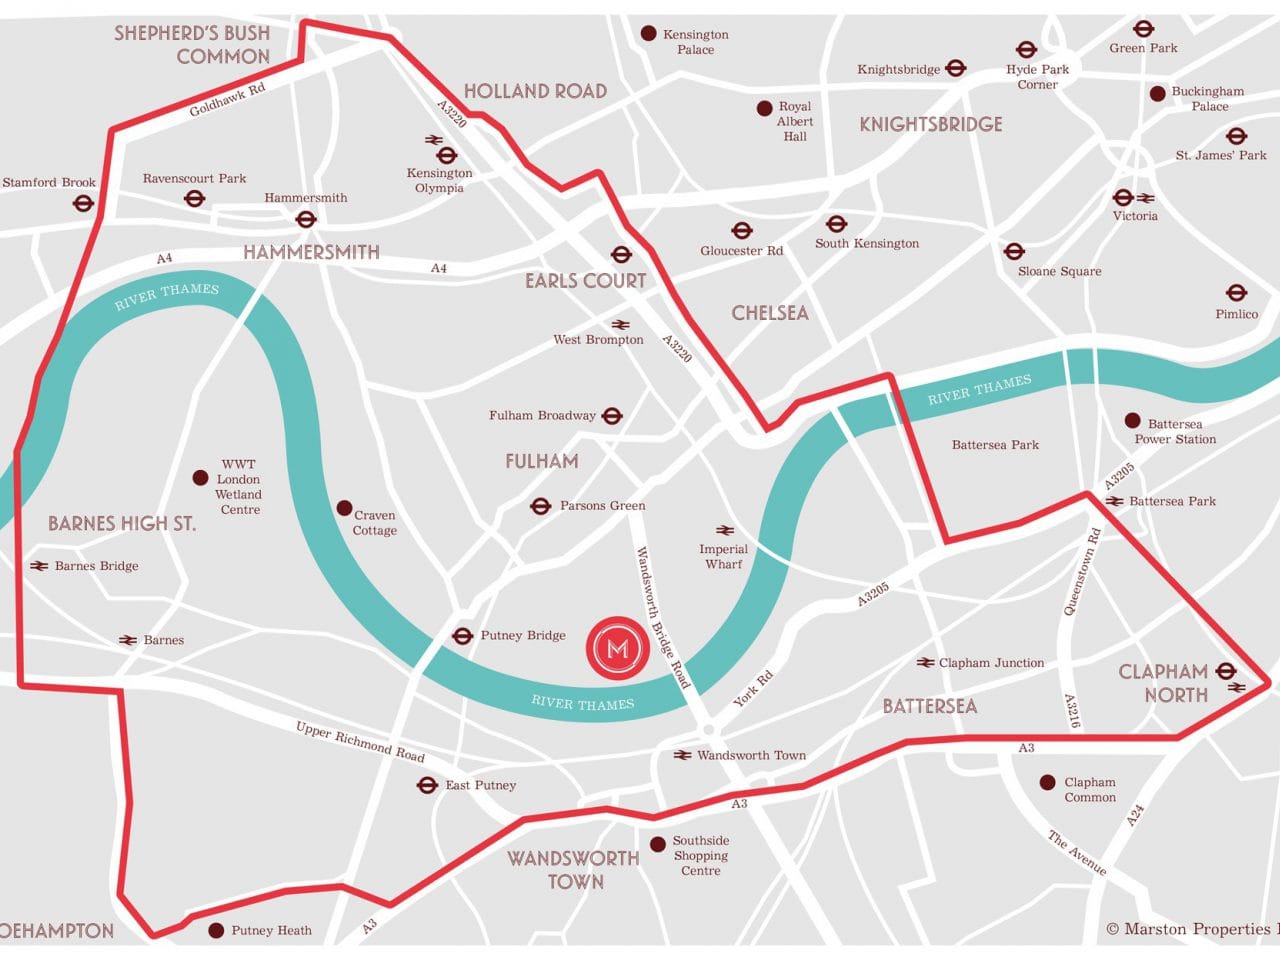 SHEPHERD'S BUSH
COMMON
Kensington
Palace
Green Park
Knightsbridge
Hyde Park
Corner
Goldhawk Rd
A3220
HOLLAND ROAD
Royal
Albert
Hall
KNIGHTSBRIDGE
Buckingham
Palace
St. James' Park
Stamford Brook
Ravenscourt Park
Hammersmith
Kensington
Olympia
Victoria
HAMMERSMITH
A4
A4
EARLS COURT
Gloucester Rd
South Kensington
Sloane Square
RIVER THAMES
CHELSEA
Pimlico
West Brompton
A3220
RIVER THAMES
Fulham Broadway
Battersea Park
Battersea
Power Station
FULHAM
WWT
London
Wetland
Centre
A3205
Battersea Park
BARNES HIGH ST.
Craven
Cottage
Parsons Green
Imperial
Wharf
Barnes Bridge
Wandsworth Bridge Road
A3205
Queenstown Rd
Barnes
Putney Bridge
M
Clapham Junction
CLAPHAM
NORTH
RIVER THAMES
York Rd
BATTERSEA
A3216
Upper Richmond Road
Wandsworth Town
A3
East Putney
A3
Clapham
Common
A24
The Avenue
WANDSWORTH
TOWN
Southside
Shopping
Centre
OEHAMPTON
Putney Heath
A3
© Marston Properties